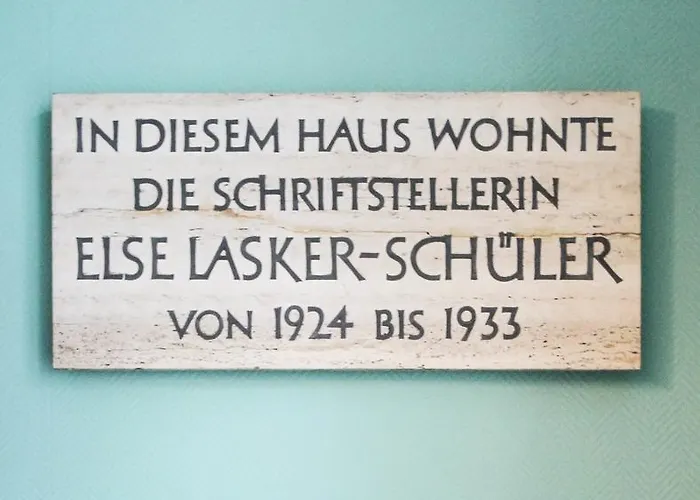 IN DIESEM HAUS WOHNTE
DIE SCHRIFTSTELLERIN
ELSE LASKER-SCHÜLER
VON 1924 BIS 1933